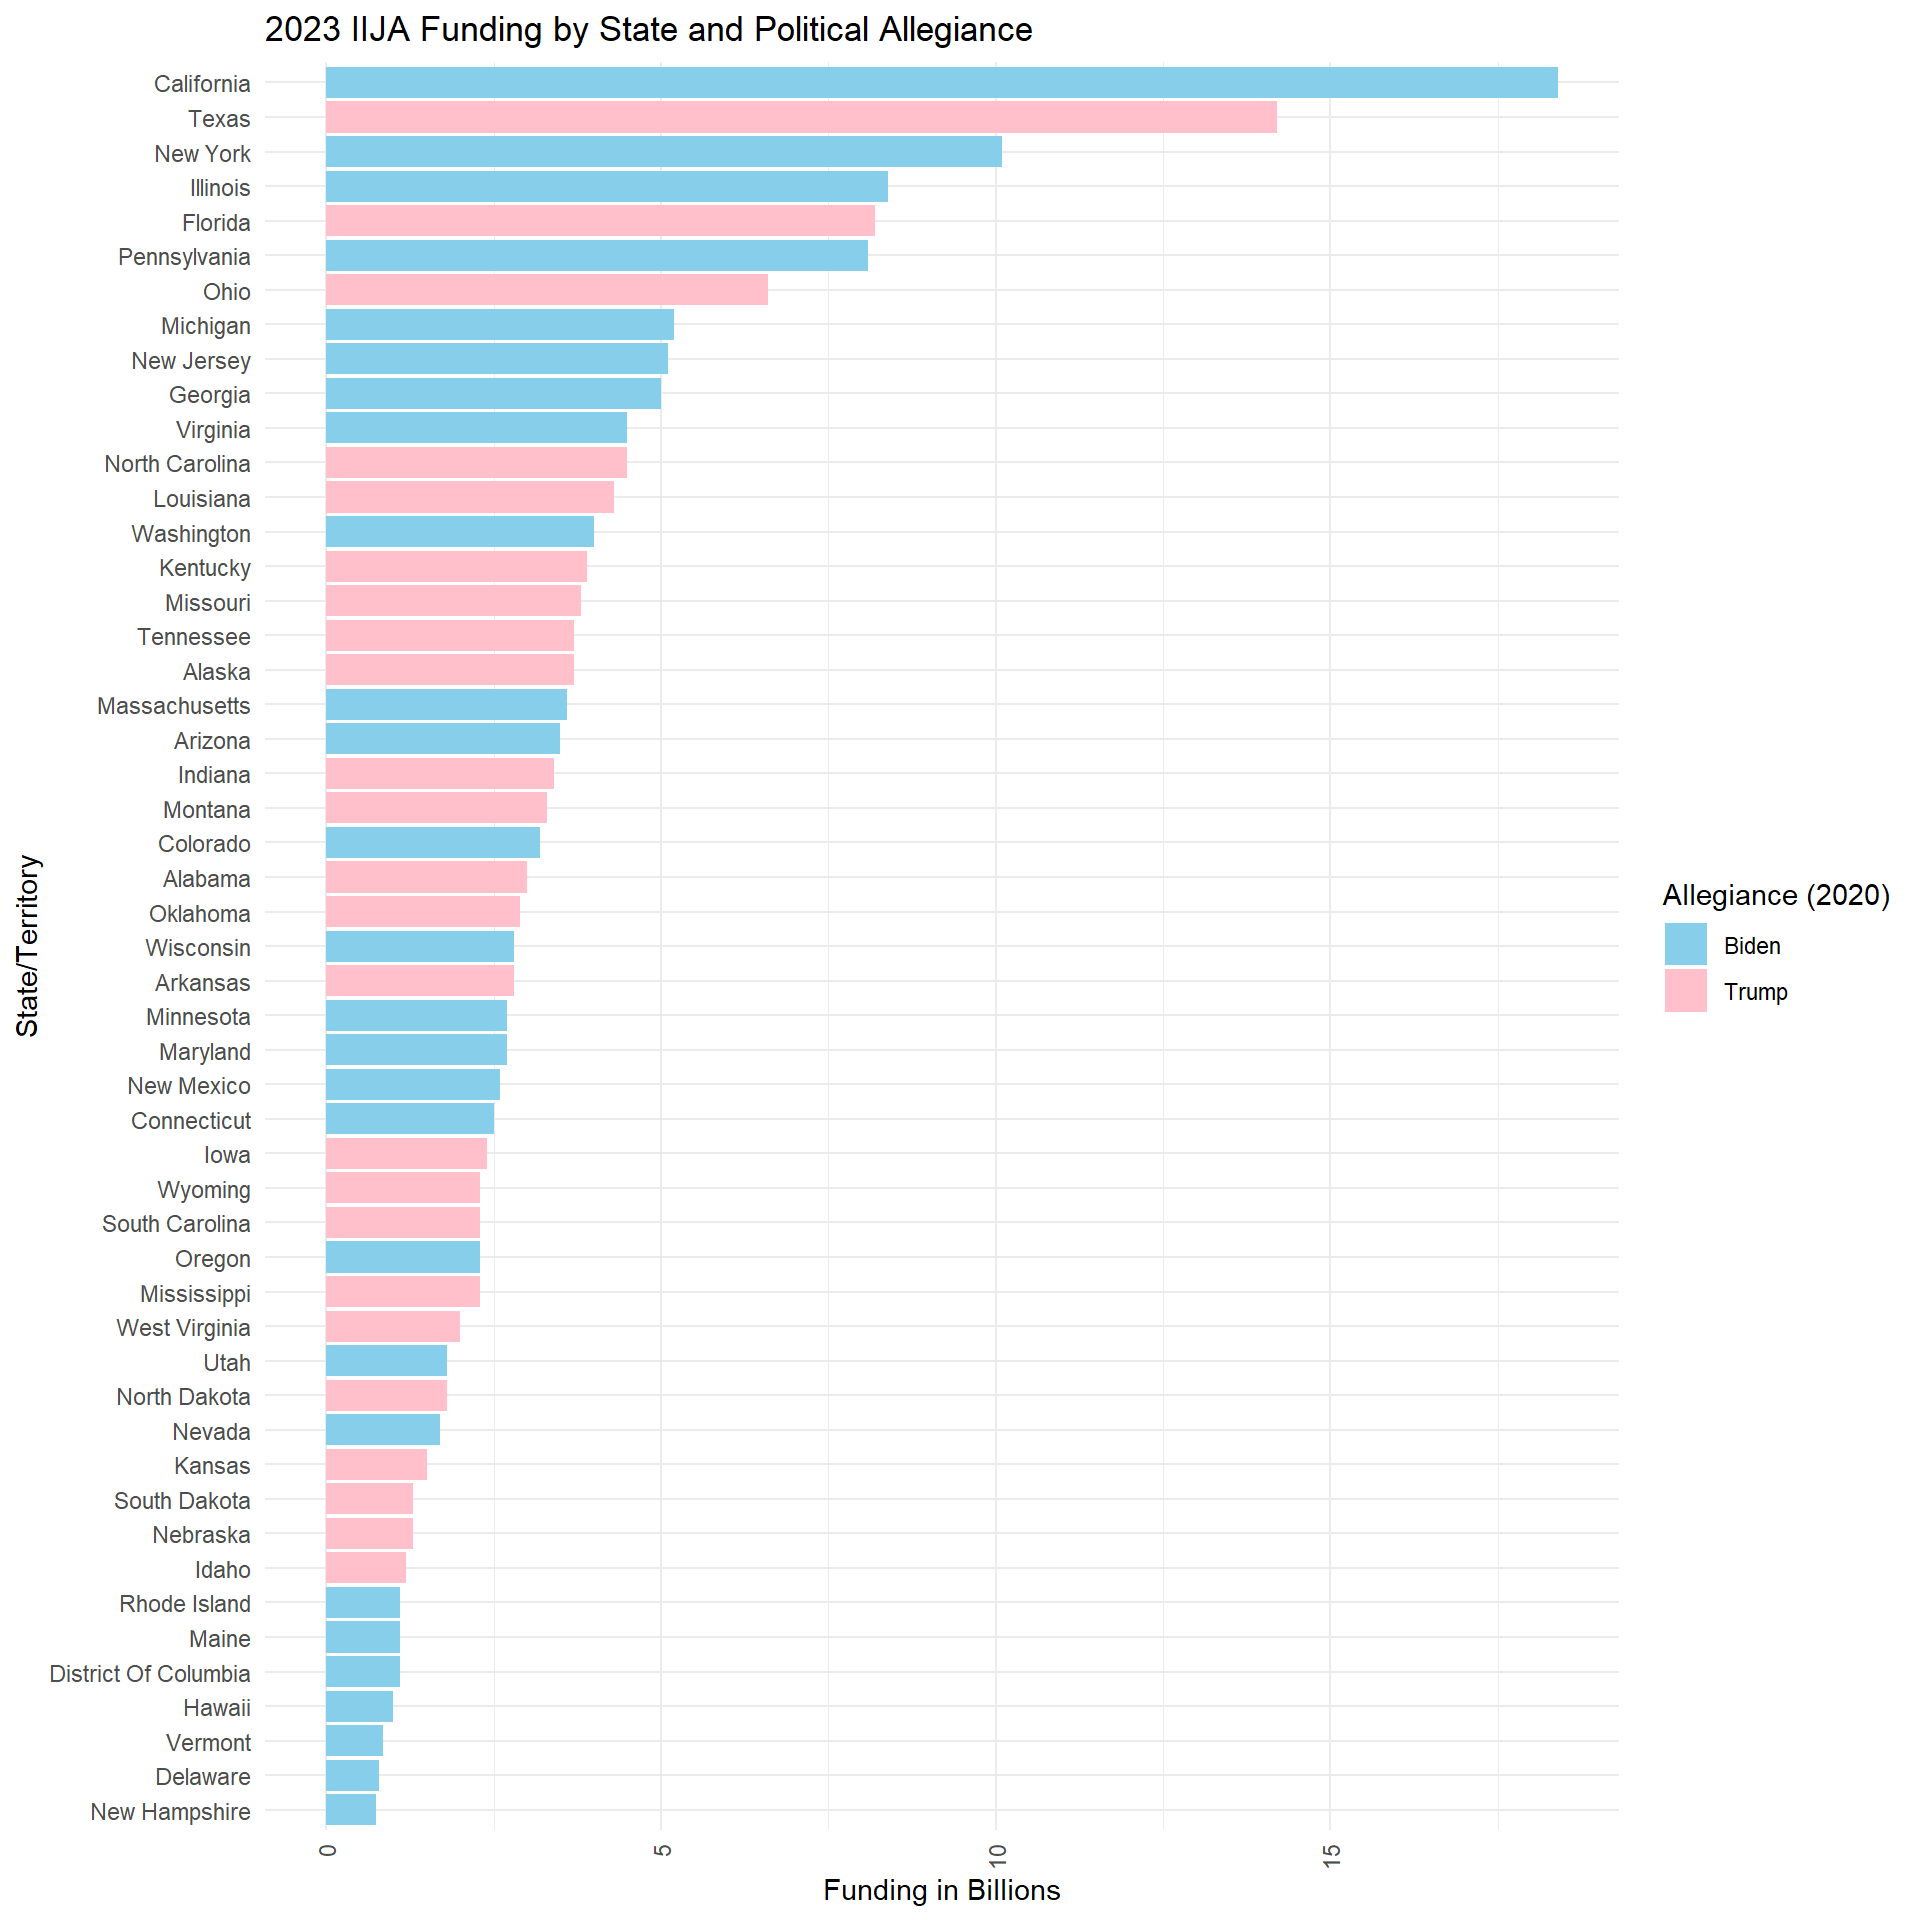 2023 IIJA Funding by State and Political Allegiance
California
Texas
New York
Illinois
Florida
Pennsylvania
Ohio
Michigan
New Jersey
Georgia
Virginia
North Carolina
Louisiana
Washington
Kentucky
Missouri
Tennessee
Alaska
Massachusetts
Arizona
Indiana
Montana
Colorado
Alabama
Oklahoma
Wisconsin
Arkansas
Minnesota
Maryland
New Mexico
Connecticut
Iowa
Wyoming
South Carolina
Oregon
Mississippi
West Virginia
Utah
North Dakota
Nevada
Kansas
South Dakota
Nebraska
Idaho
Rhode Island
Maine
District Of Columbia
Hawaii
Vermont
Delaware
New Hampshire
State/Territory
0
5
10
15
Funding in Billions
Allegiance (2020)
Biden
Trump